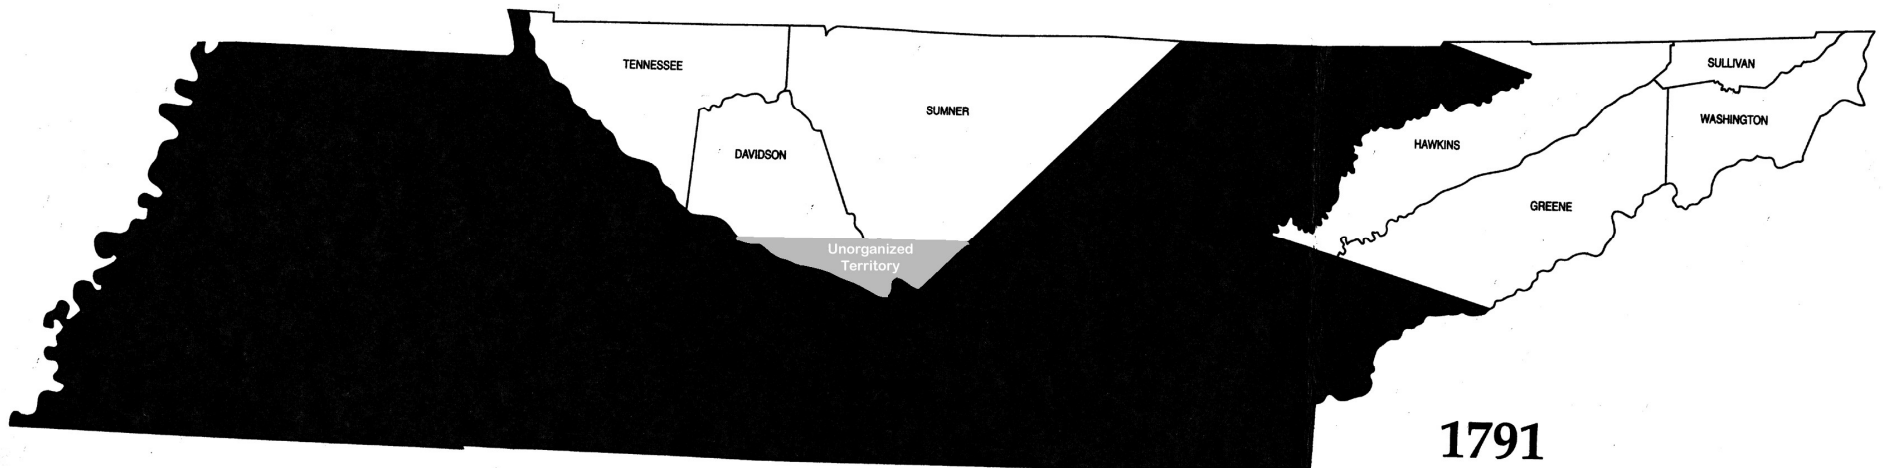 TENNESSEE
SUMNER
DAVIDSON
Unorganized
Territory
SULLIVAN
WASHINGTON
HAWKINS
GREENE
1791